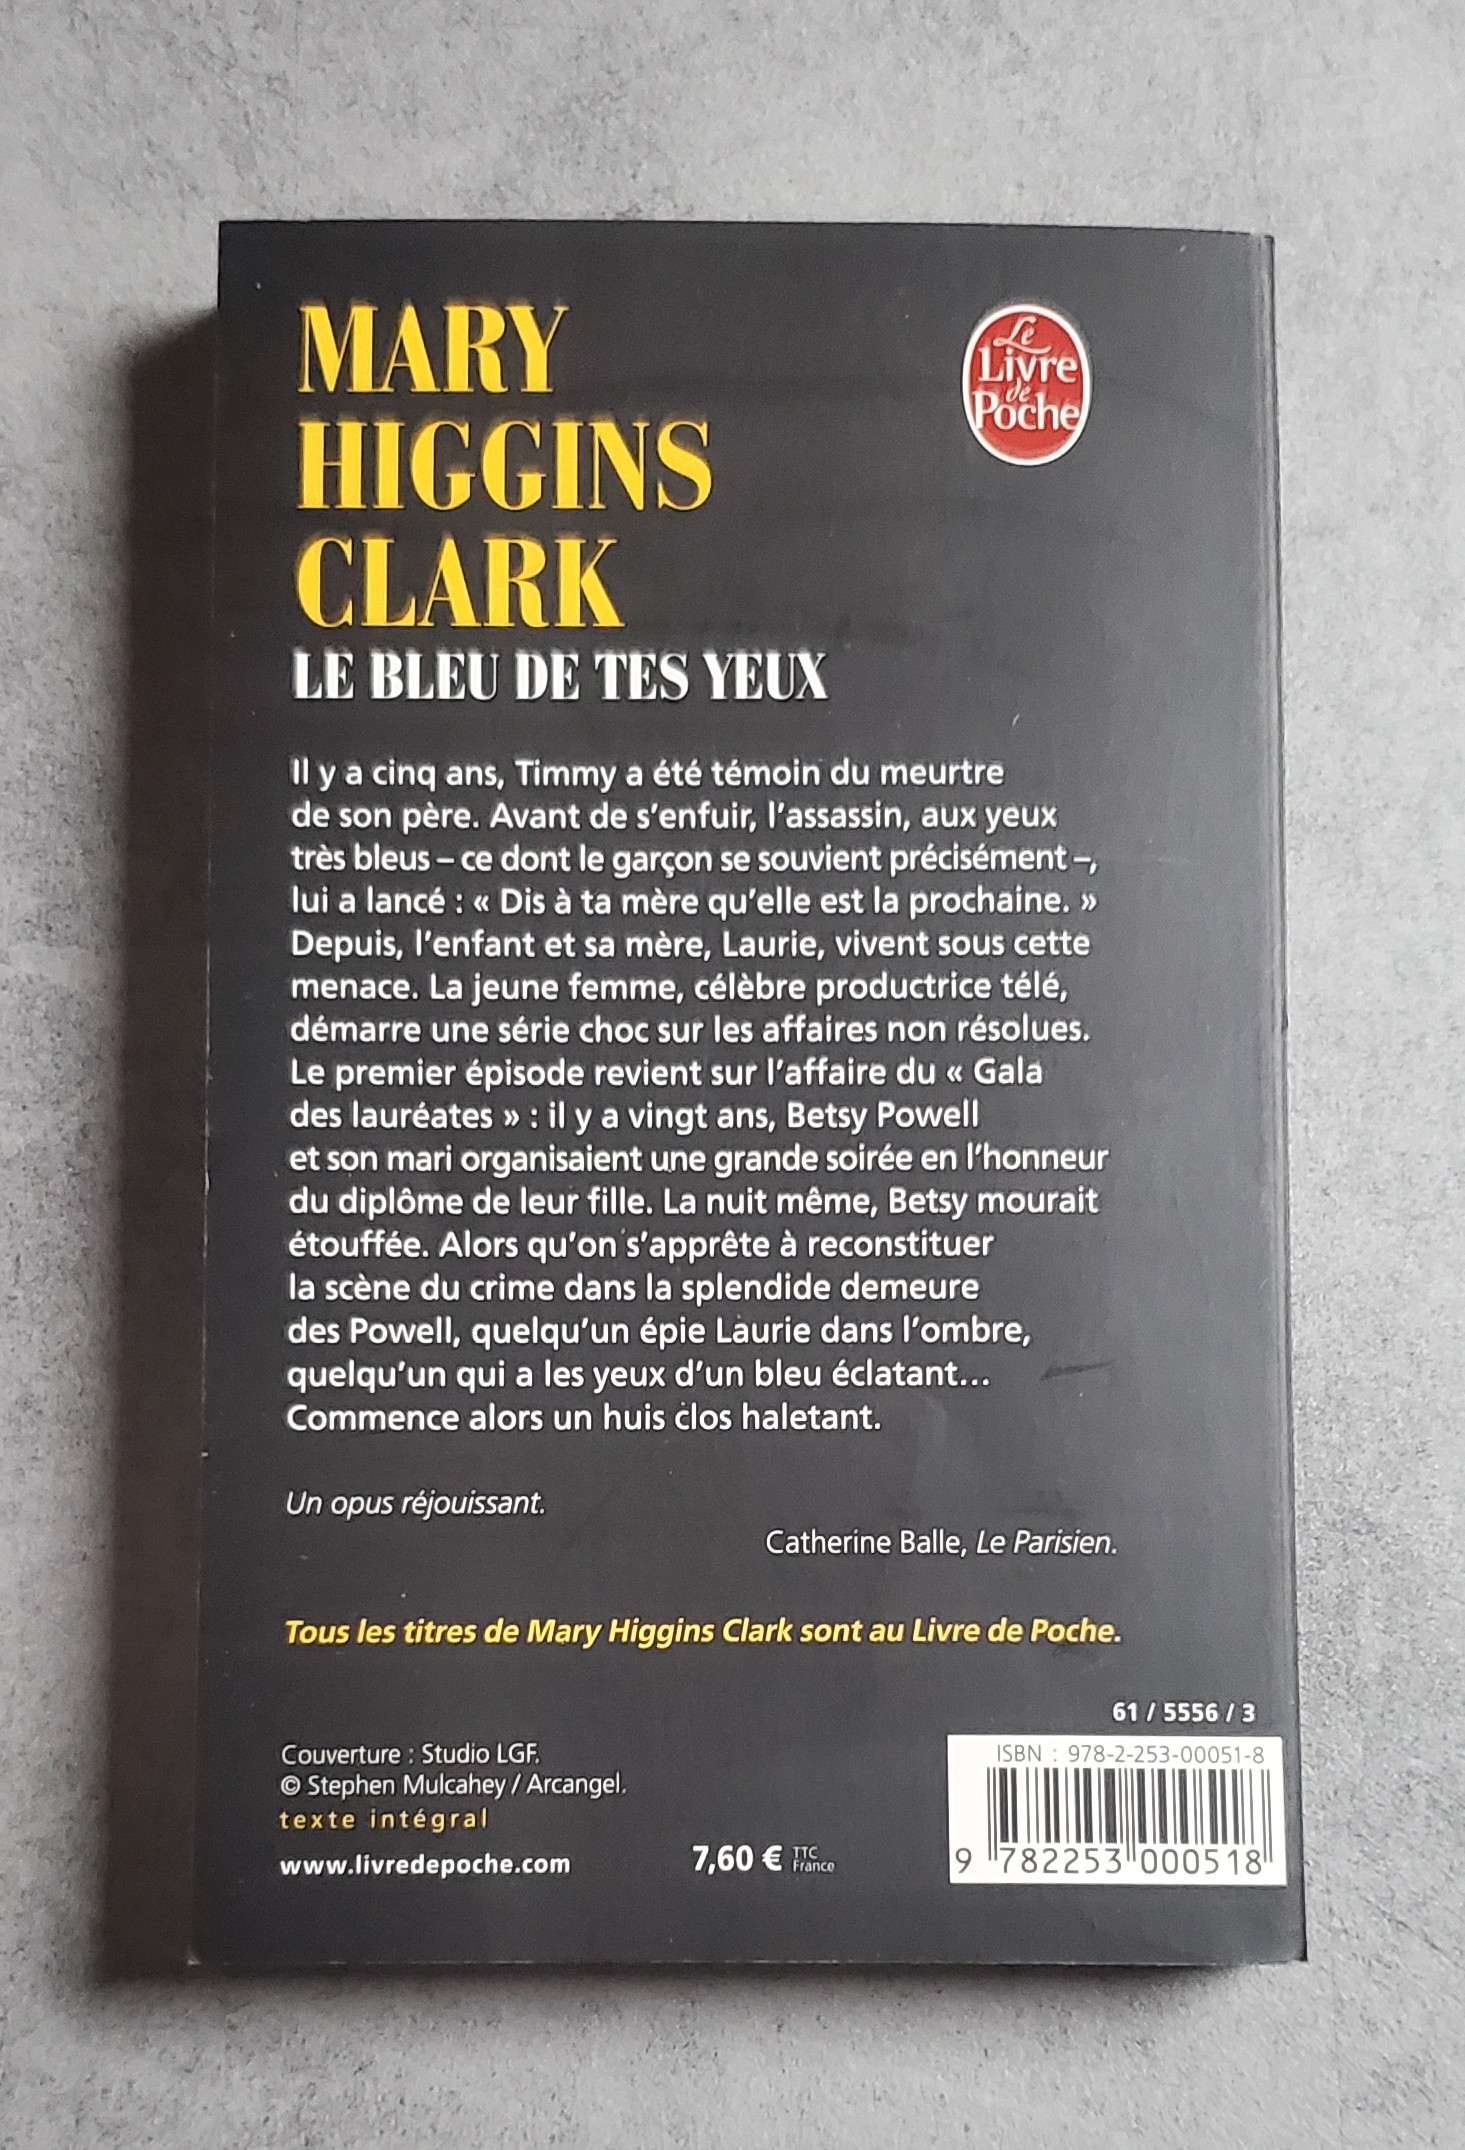 MARY
HIGGINS
CLARK
LE BLEU DE TES YEUX
Le
Livre
de
Poche
Il y a cinq ans, Timmy a été témoin du meurtre
de son père. Avant de s'enfuir, l'assassin, aux yeux
très bleus – ce dont le garçon se souvient précisément –,
lui a lancé : « Dis à ta mère qu'elle est la prochaine. »
Depuis, l'enfant et sa mère, Laurie, vivent sous cette
menace. La jeune femme, célèbre productrice télé,
démarre une série choc sur les affaires non résolues.
Le premier épisode revient sur l'affaire du « Gala
des lauréates » : il y a vingt ans, Betsy Powell
et son mari organisaient une grande soirée en l'honneur
du diplôme de leur fille. La nuit même, Betsy mourait
étouffée. Alors qu'on s'apprête à reconstituer
la scène du crime dans la splendide demeure
des Powell, quelqu'un épie Laurie dans l'ombre,
quelqu'un qui a les yeux d'un bleu éclatant...
Commence alors un huis clos haletant.
Un opus réjouissant.
Catherine Balle, Le Parisien.
Tous les titres de Mary Higgins Clark sont au Livre de Poche.
61 / 5556 / 3
ISBN : 978-2-253-00051-8
9 782253 000518
Couverture : Studio LGF.
© Stephen Mulcahey / Arcangel.
texte intégral
www.livredepoche.com
7,60 € TTC
France